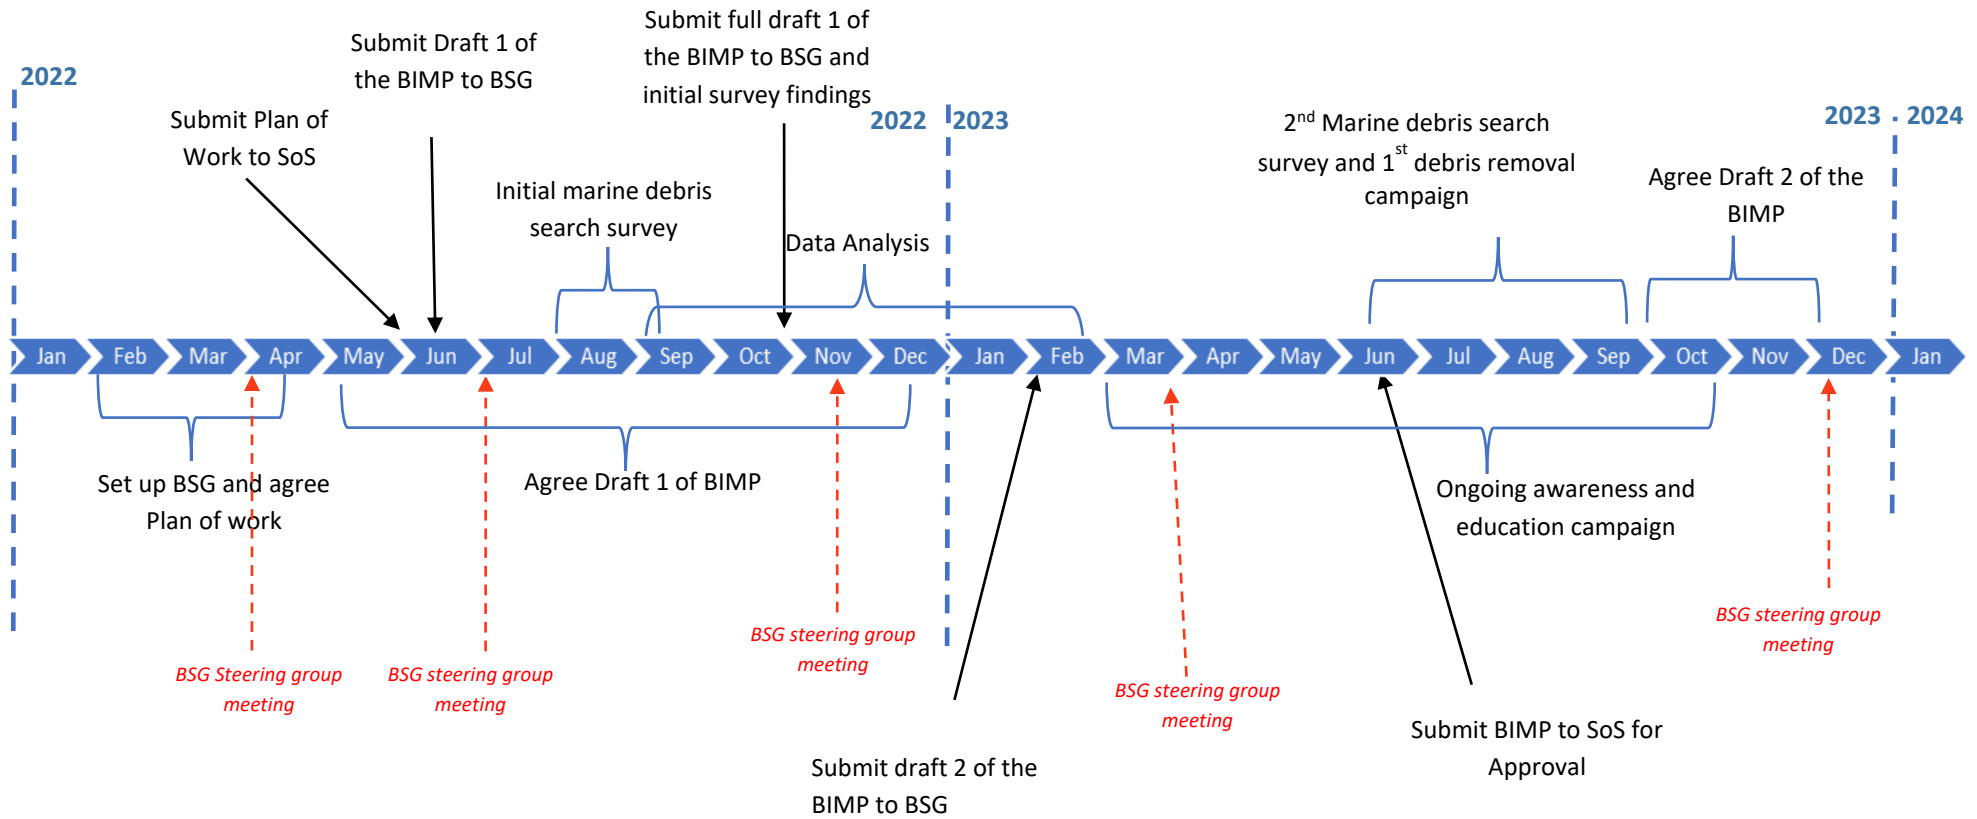 2022
Submit Plan of
Work to SoS
Submit Draft 1 of
the BIMP to BSG
Initial marine debris
search survey
Submit full draft 1 of
the BIMP to BSG and
initial survey findings
Data Analysis
2022
2023
2nd Marine debris search
survey and 1st debris removal
campaign
Agree Draft 2 of the
BIMP
2023
2024
Jan
Feb
Mar
Apr
May
Jun
Jul
Aug
Sep
Oct
Nov
Dec
Jan
Feb
Mar
Apr
May
Jun
Jul
Aug
Sep
Oct
Nov
Dec
Jan
Set up BSG and agree
Plan of work
Agree Draft 1 of BIMP
Ongoing awareness and
education campaign
BSG Steering group
meeting
BSG steering group
meeting
BSG steering group
meeting
BSG steering group
meeting
BSG steering group
meeting
Submit draft 2 of the
BIMP to BSG
Submit BIMP to SoS for
Approval